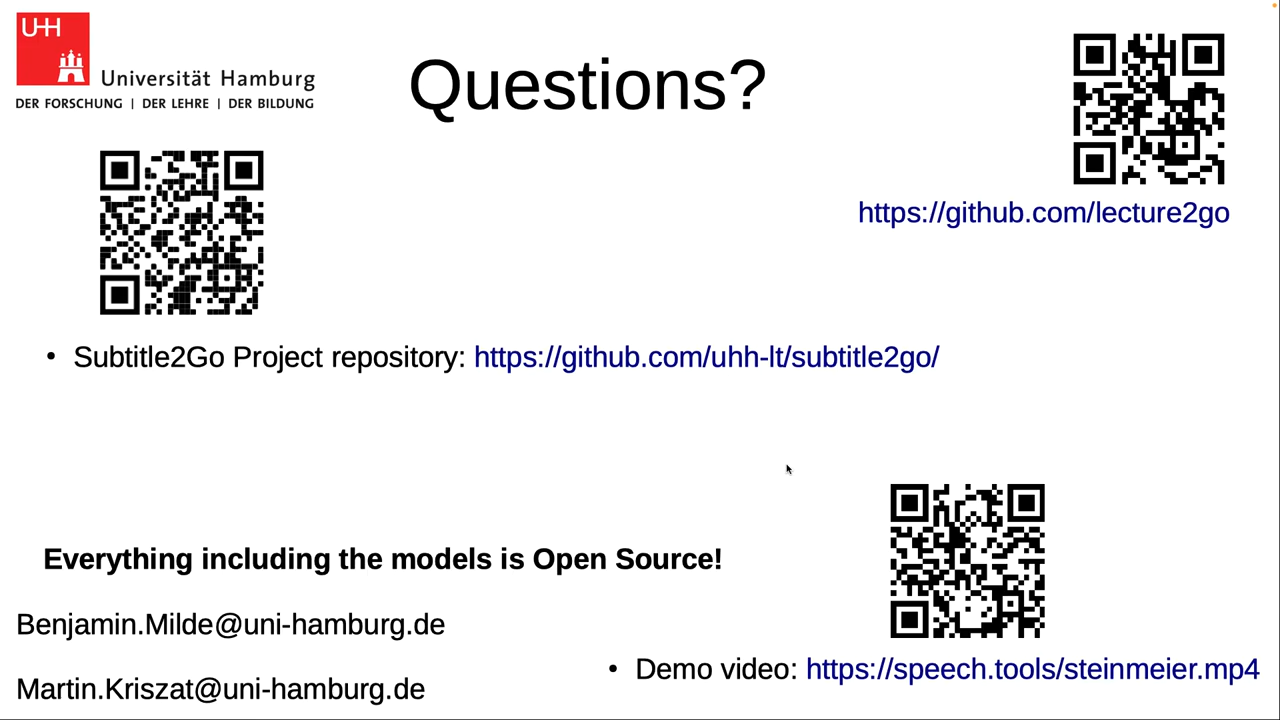 UHH
Universität Hamburg
DER FORSCHUNG | DER LEHRE | DER BILDUNG
Questions?
https://github.com/lecture2go
• Subtitle2Go Project repository: https://github.com/uhh-lt/subtitle2go/
Everything including the models is Open Source!
Benjamin.Milde@uni-hamburg.de
Martin.Kriszat@uni-hamburg.de
• Demo video: https://speech.tools/steinmeier.mp4